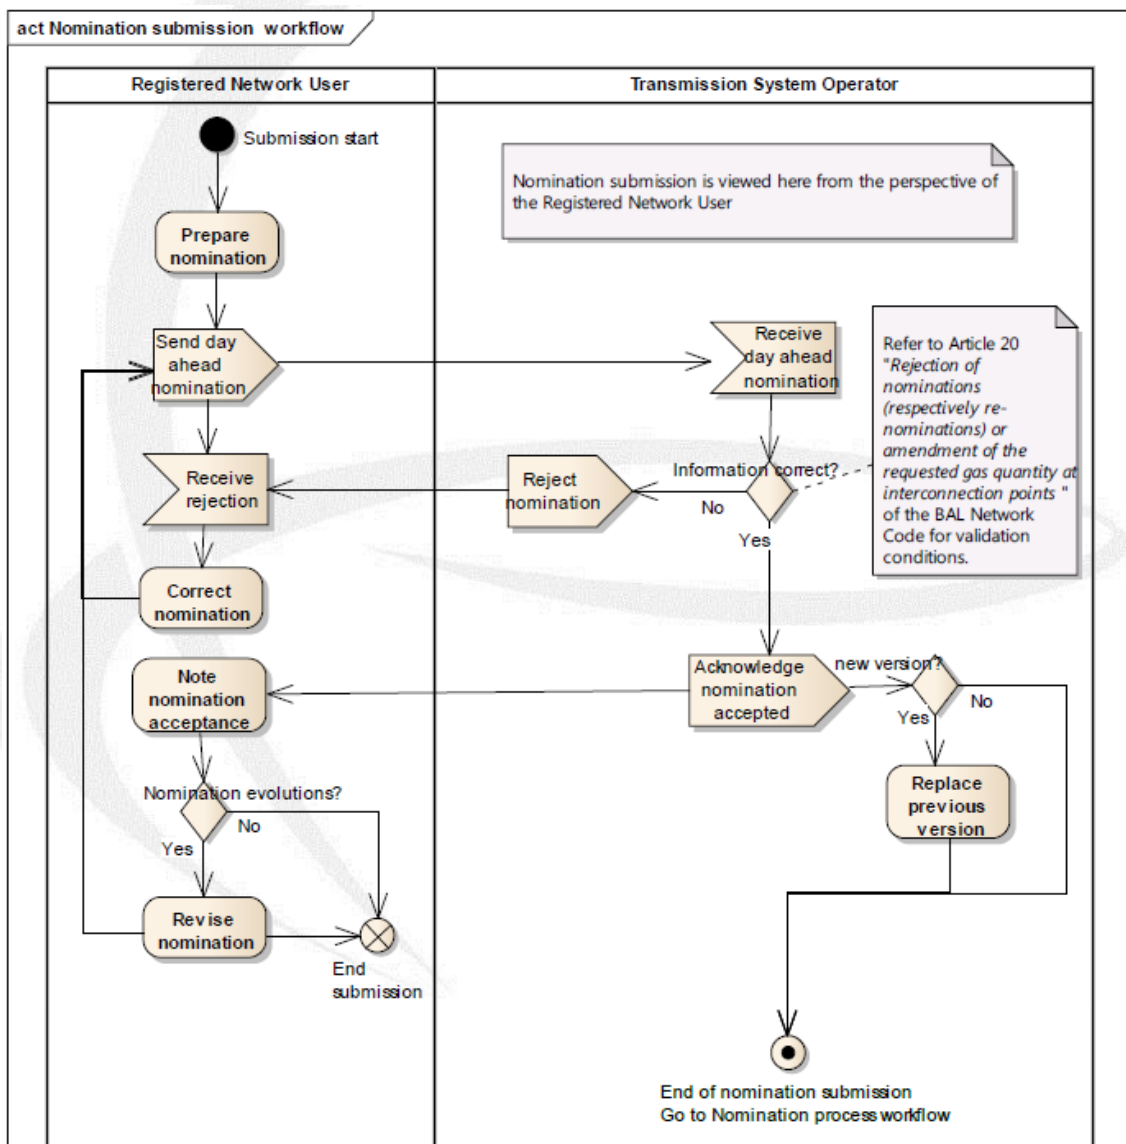 act Nomination submission workflow
Registered Network User
Transmission System Operator
Submission start
Nomination submission is viewed here from the perspective of
the Registered Network User
Prepare
nomination
Send day
ahead
nomination
Receive
day ahead
nomination
Refer to Article 20
"Rejection of
nominations
(respectively re-
nominations) or
amendment of the
requested gas quantity at
interconnection points "
of the BAL Network
Code for validation
conditions.
Receive
rejection
Reject
nomination
Information correct?
No
Yes
Correct
nomination
Note
nomination
acceptance
Acknowledge
nomination
accepted
new version?
No
Yes
Replace
previous
version
Nomination evolutions?
No
Yes
Revise
nomination
End
submission
End of nomination submission
Go to Nomination process workflow